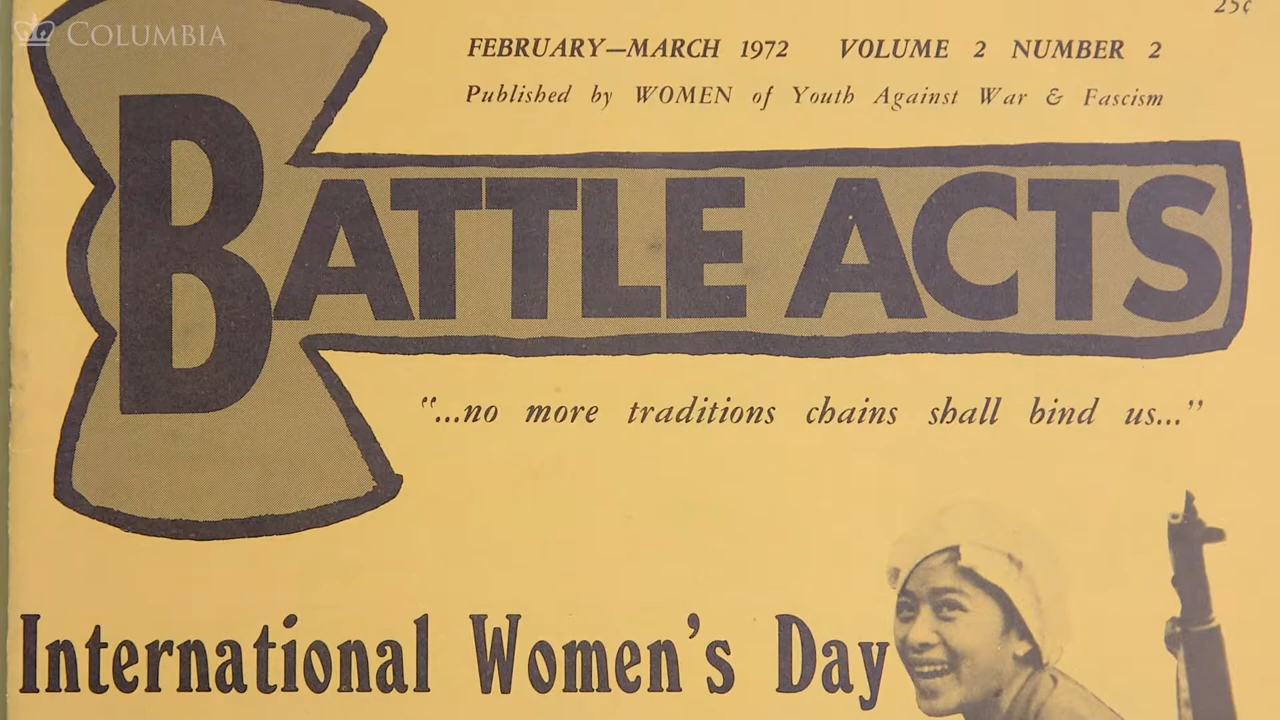 COLUMBIA
25¢
FEBRUARY—MARCH 1972 VOLUME 2 NUMBER 2
Published by WOMEN of Youth Against War & Fascism
BATTLE ACTS
"...no more traditions chains shall bind us..."
International Women's Day